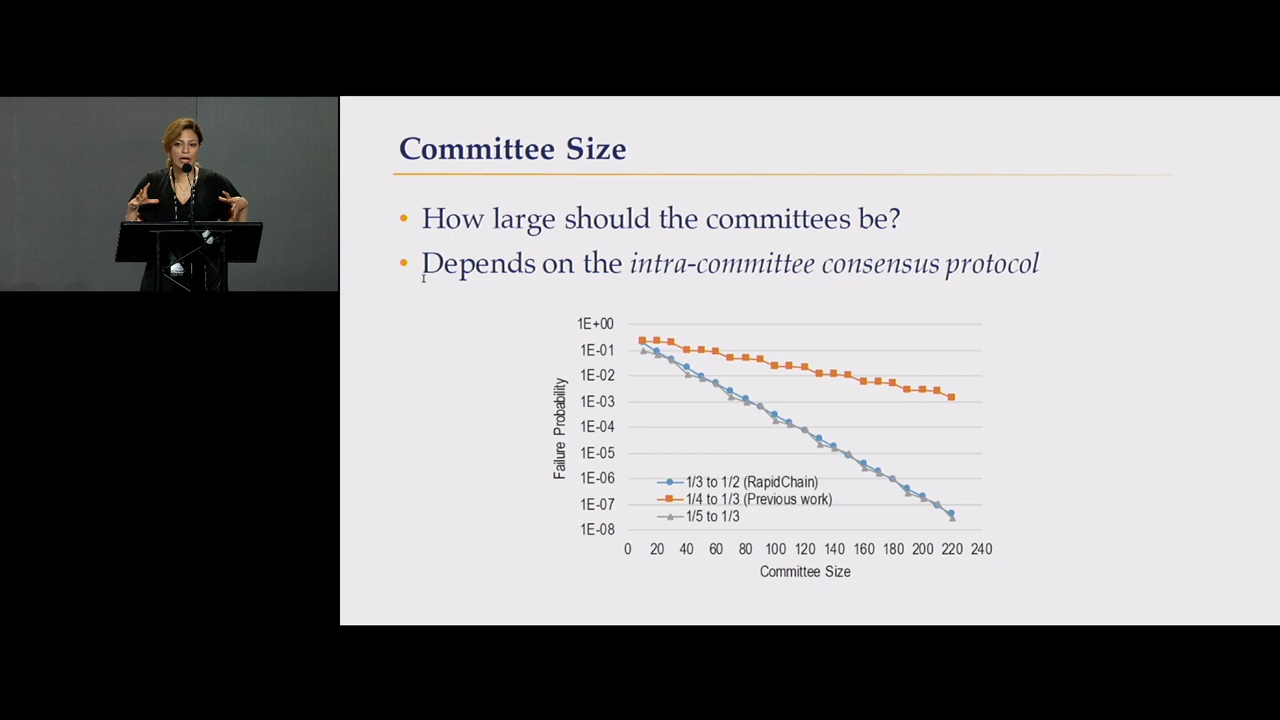 Committee Size
• How large should the committees be?
• Depends on the intra-committee consensus protocol
1E+00
1E-01
1E-02
1E-03
1E-04
1E-05
1E-06
1E-07
1E-08
Failure Probability
1/3 to 1/2 (RapidChain)
1/4 to 1/3 (Previous work)
1/5 to 1/3
0 20 40 60 80 100 120 140 160 180 200 220 240
Committee Size